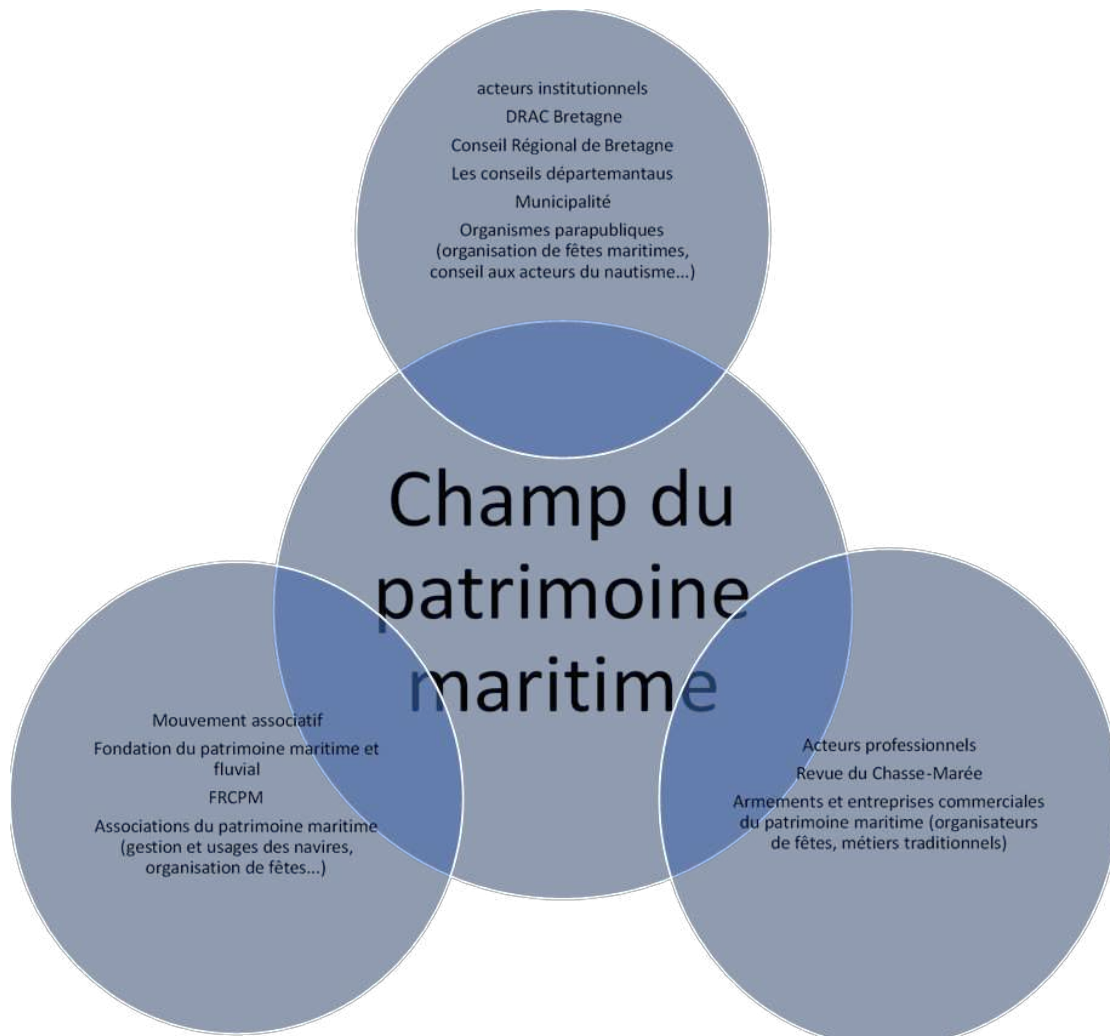 acteurs institutionnels
DRAC Bretagne
Conseil Régional de Bretagne
Les conseils départemantaus
Municipalité
Organismes parapubliques
(organisation de fêtes maritimes,
conseil aux acteurs du nautisme...)
Champ du
patrimoine
maritime
Mouvement associatif
Fondation du patrimoine maritime et
fluvial
FRCPM
Associations du patrimoine maritime
(gestion et usages des navires,
organisation de fêtes...)
Acteurs professionnels
Revue du Chasse-Marée
Armements et entreprises commerciales
du patrimoine maritime (organisateurs
de fêtes, métiers traditionnels)